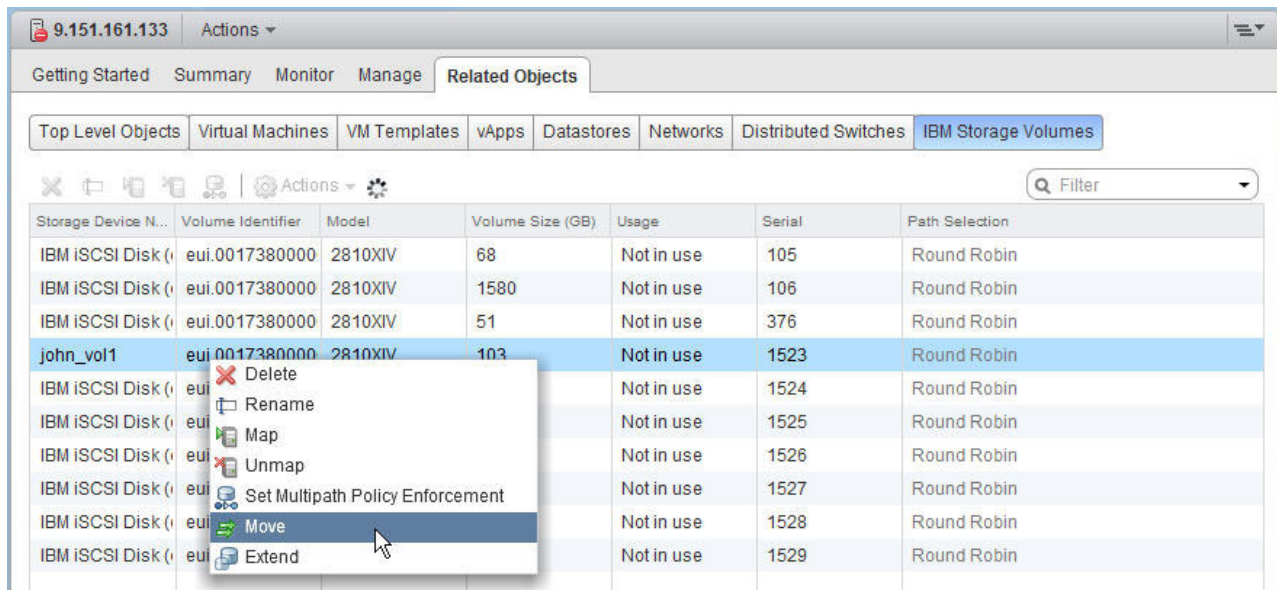 9.151.161.133 Actions
Getting Started Summary Monitor Manage Related Objects
Top Level Objects Virtual Machines VM Templates vApps Datastores Networks Distributed Switches IBM Storage Volumes
Actions Filter
Storage Device N... Volume Identifier Model Volume Size (GB) Usage Serial Path Selection
IBM iSCSI Disk ( eui.0017380000 2810XIV 68 Not in use 105 Round Robin
IBM iSCSI Disk ( eui.0017380000 2810XIV 1580 Not in use 106 Round Robin
IBM iSCSI Disk ( eui.0017380000 2810XIV 51 Not in use 376 Round Robin
john_vol1 eui.0017380000 2810XIV 103 Not in use 1523 Round Robin
Delete
IBM iSCSI Disk ( eui Not in use 1524 Round Robin
Rename
IBM iSCSI Disk ( eui Not in use 1525 Round Robin
Map
IBM iSCSI Disk ( eui Not in use 1526 Round Robin
Unmap
IBM iSCSI Disk ( eui Not in use 1527 Round Robin
Set Multipath Policy Enforcement
IBM iSCSI Disk ( eui Not in use 1528 Round Robin
Move
IBM iSCSI Disk ( eui Not in use 1529 Round Robin
Extend